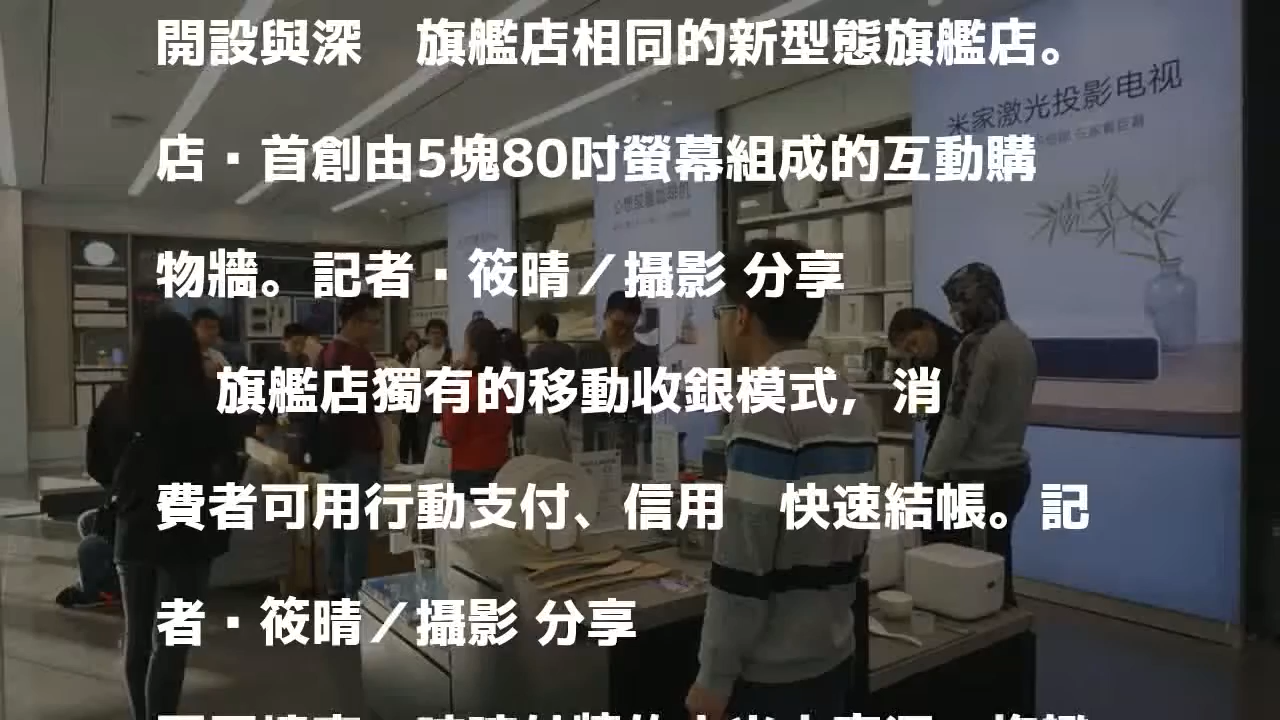 開設與深　旗艦店相同的新型態旗艦店。
米家激光投影电视
店·首創由5塊80吋螢幕組成的互動購
物牆。記者·筱晴／攝影 分享
旗艦店獨有的移動收銀模式，消
費者可用行動支付、信用　快速結帳。記
者·筱晴／攝影 分享